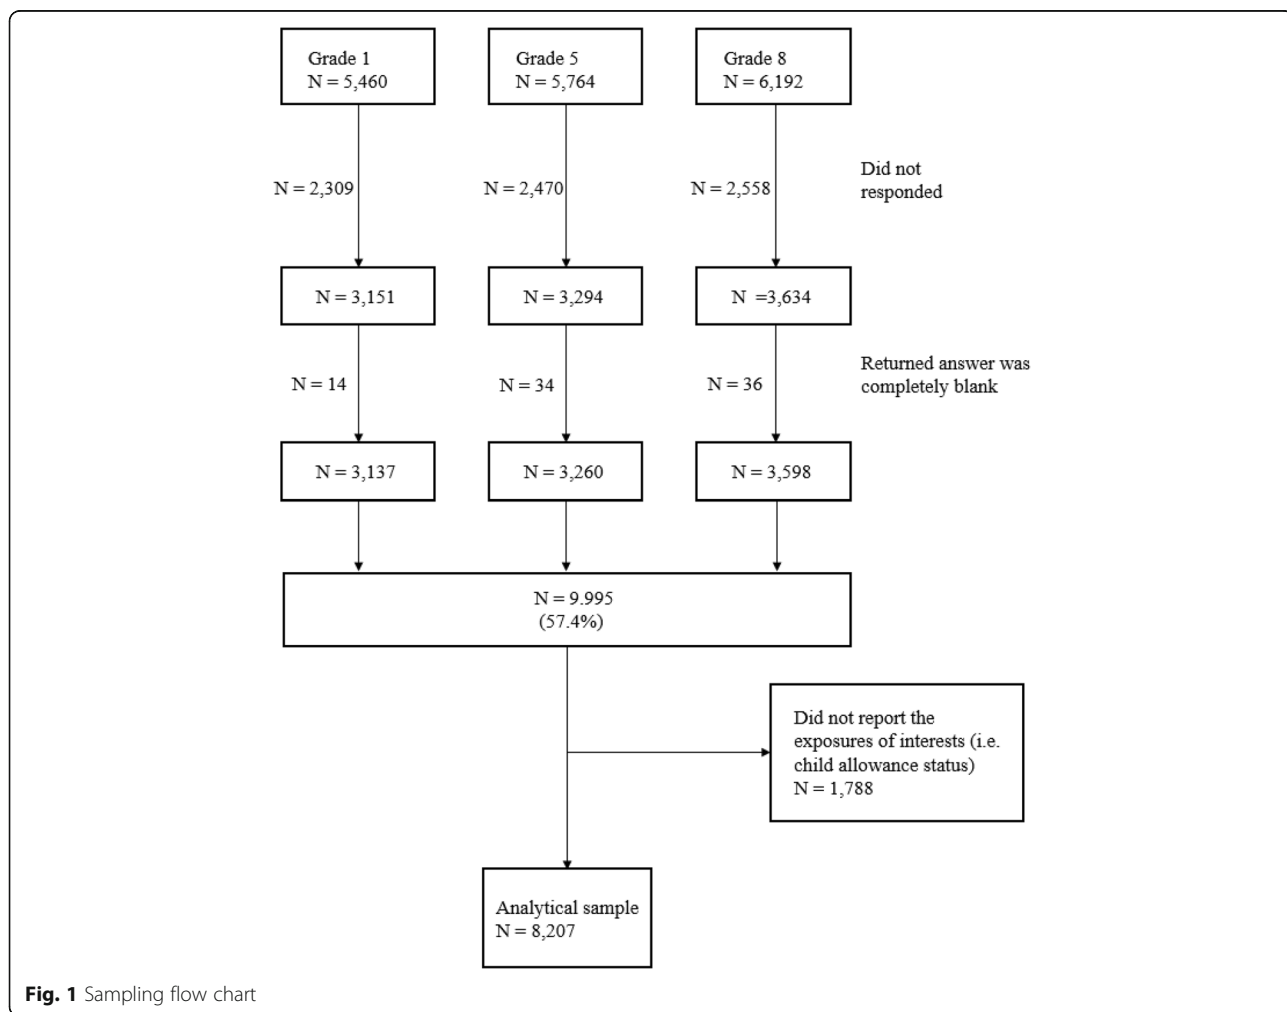 Grade 1
N = 5,460
Grade 5
N = 5,764
Grade 8
N = 6,192
N = 2,309
N = 2,470
N = 2,558
Did not
responded
N = 3,151
N = 3,294
N =3,634
N = 14
N = 34
N = 36
Returned answer was
completely blank
N = 3,137
N = 3,260
N = 3,598
N = 9.995
(57.4%)
Did not report the
exposures of interests (i.e.
child allowance status)
N = 1,788
Analytical sample
N = 8,207
Fig. 1 Sampling flow chart